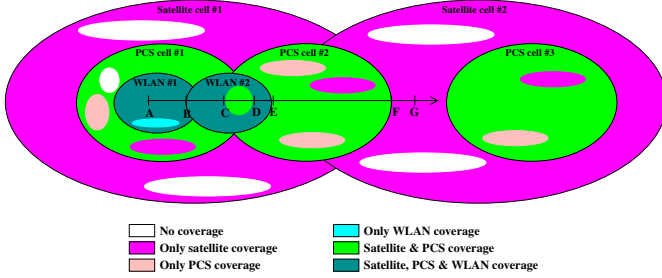 Satellite cell #1
Satellite cell #2
PCS cell #1
PCS cell #2
PCS cell #3
WLAN #1
WLAN #2
A
B
C
D
E
F
G
No coverage
Only WLAN coverage
Only satellite coverage
Satellite & PCS coverage
Only PCS coverage
Satellite, PCS & WLAN coverage